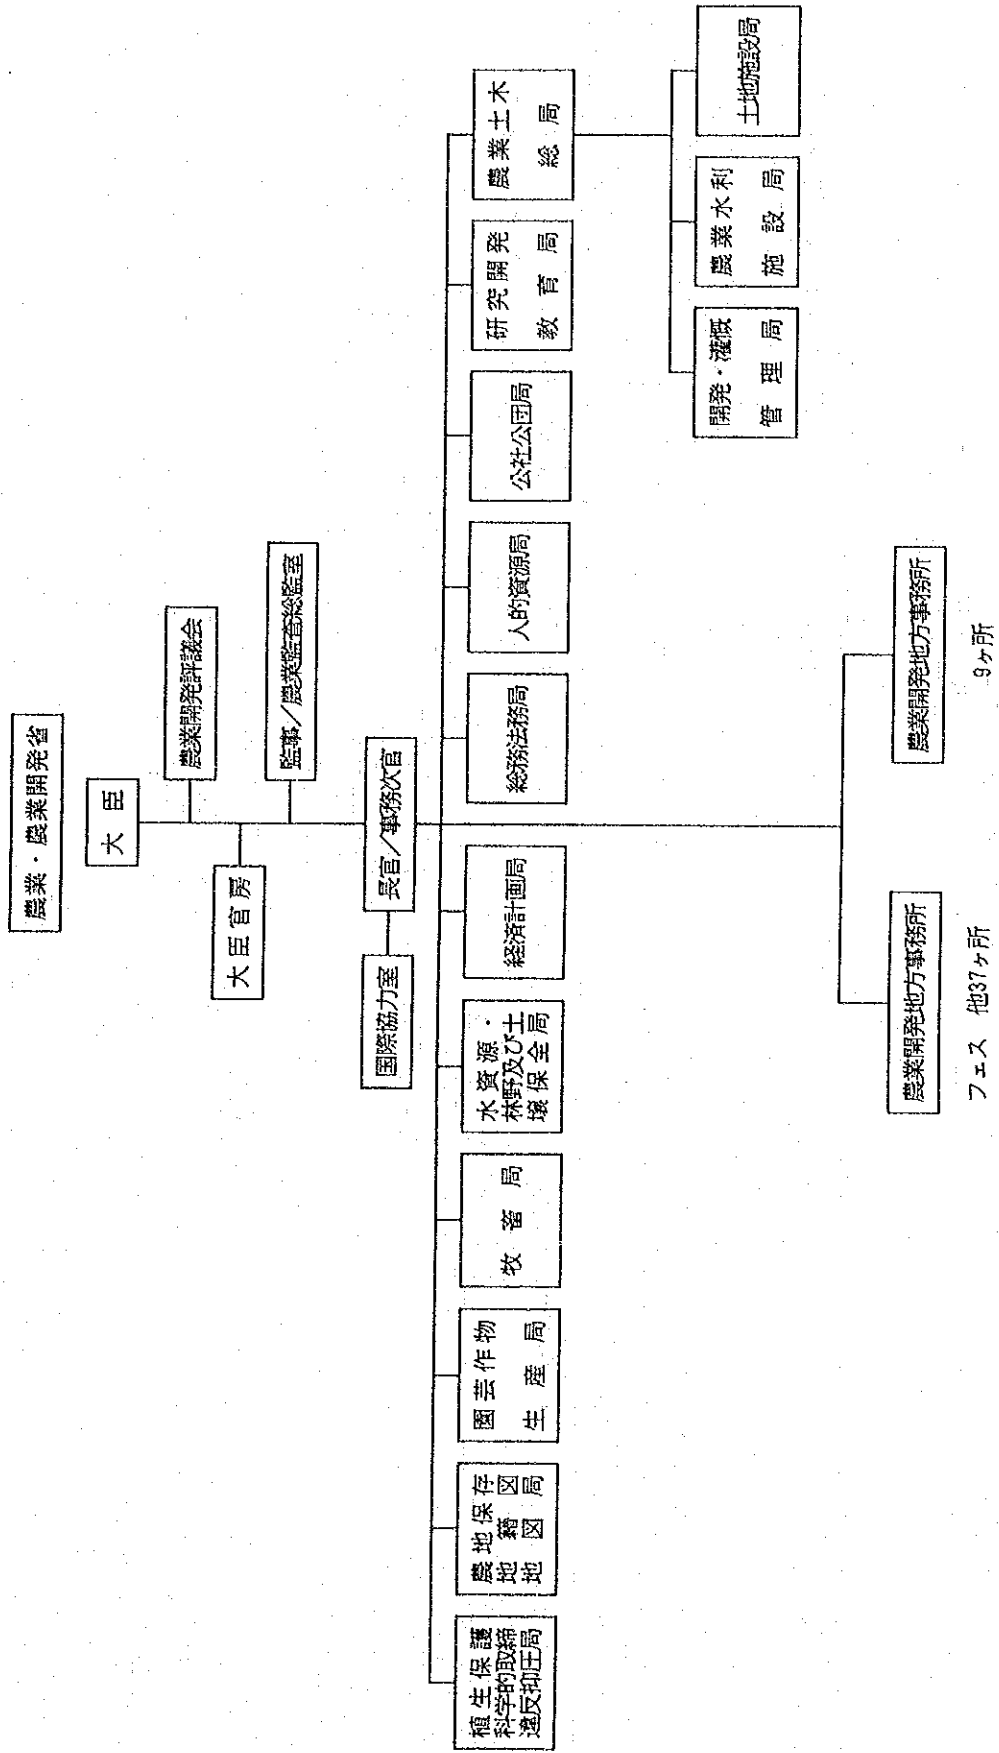 農業・農業開発省
大臣
農業開発評議会
大臣官房
監事／農業監査総監室
長官／事務次官
国際協力室
植生保護
科学的取締
違反抑圧局
農地保存
地籍図
地図局
園芸作物
生産局
牧畜局
水資源・
林野及び土
壌保全局
経済計画局
総務法務局
人的資源局
公社公団局
研究開発
教育局
農業土木
総局
開発・灌漑
管理局
農業水利
施設局
土地施設局
農業開発地方事務所
フェス 他37ヶ所
農業開発地方事務所
9ヶ所